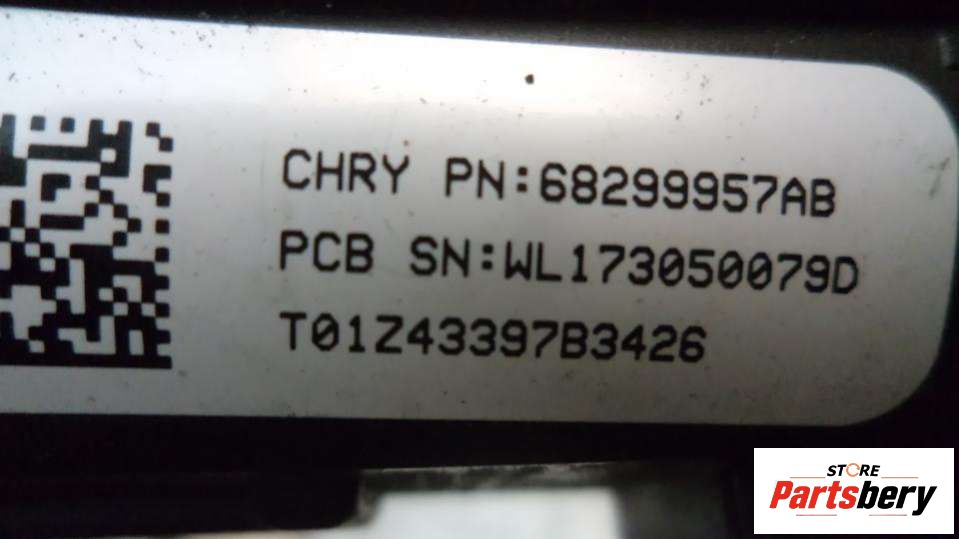 CHRY PN:68299957AB
PCB SN:WL173050079D
T01Z43397B3426
STORE
Partsbery